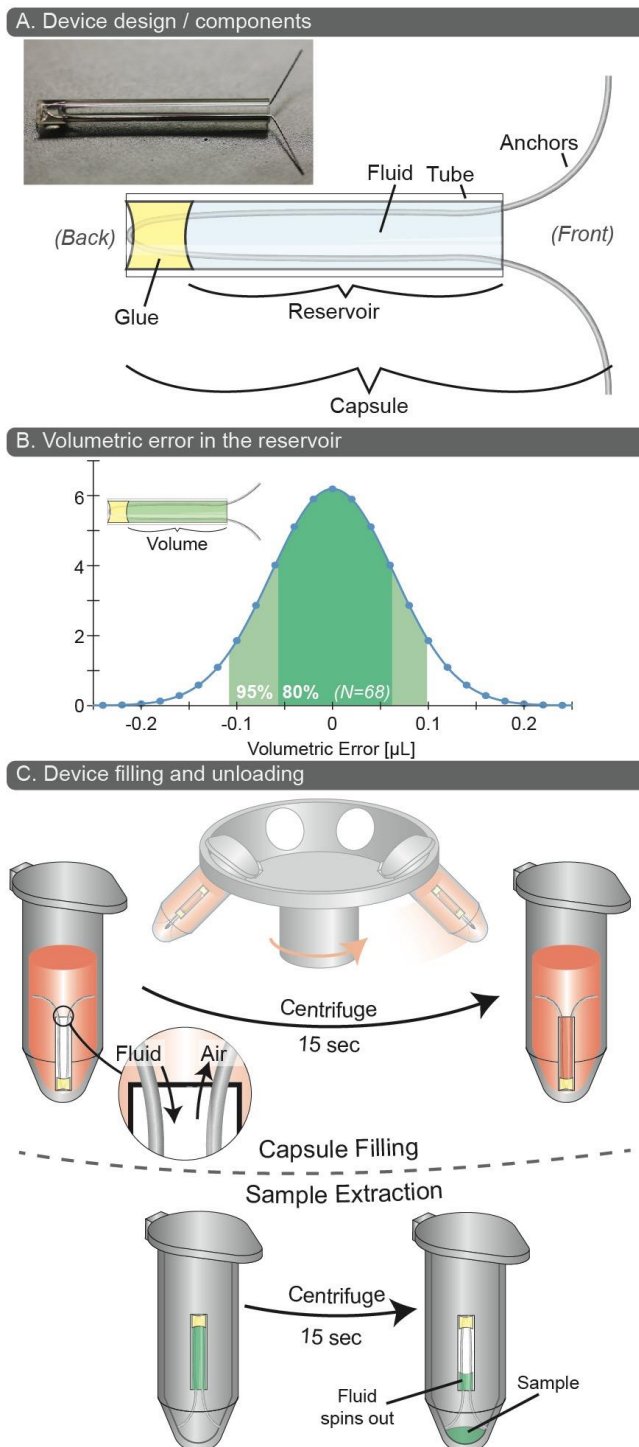 A. Device design / components
Anchors
Fluid
Tube
(Back)
(Front)
Glue
Reservoir
Capsule
B. Volumetric error in the reservoir
6
Volume
4
2
95% 80% (N=68)
0
-0.2 -0.1 0 0.1 0.2
Volumetric Error [µL]
C. Device filling and unloading
Centrifuge
15 sec
Fluid Air
Capsule Filling
Sample Extraction
Centrifuge
15 sec
Fluid
spins out
Sample